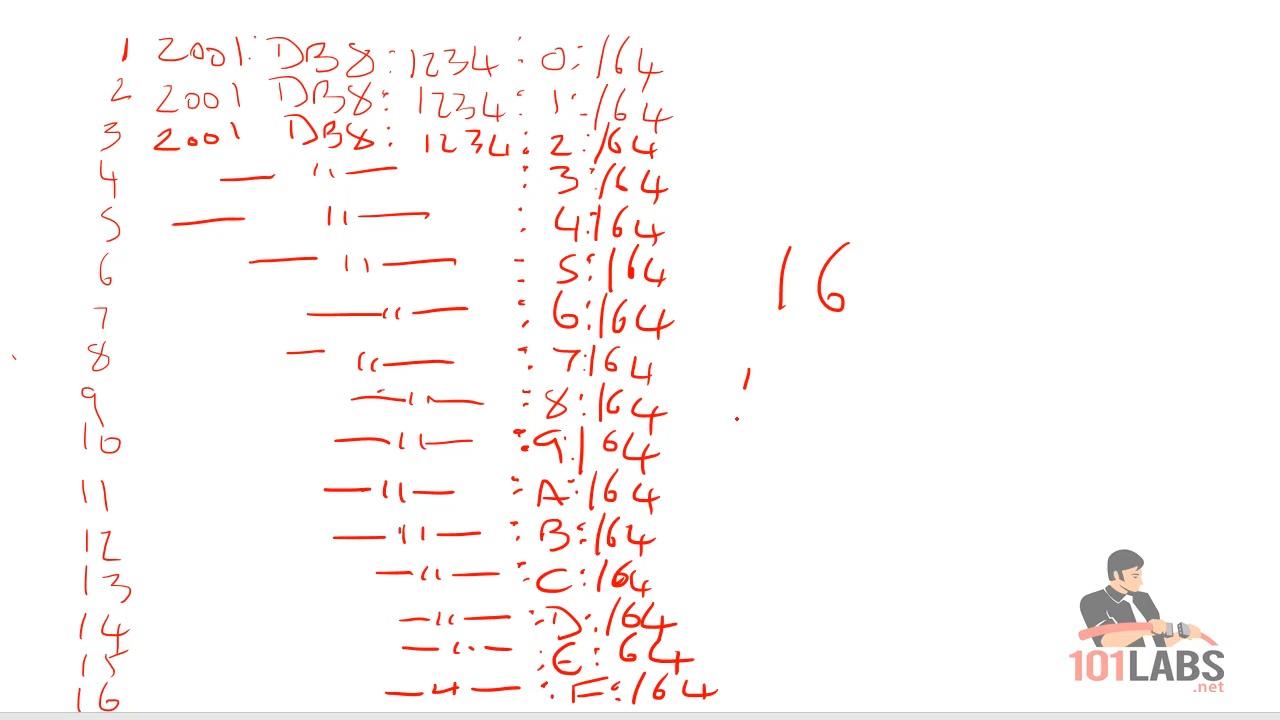 1 2001: DB8: 1234 : 0: /64
2 2001 DB8: 1234 : 1: /64
3 2001 DB8: 1234 : 2: /64
4 — " — : 3: /64
5 — " — : 4: /64
6 — " — : 5: /64
7 — " — : 6: /64
8 — " — : 7: /64
9 — " — : 8: /64
10 — " — : 9: /64
11 — " — : A: /64
12 — " — : B: /64
13 — " — : C: /64
14 — " — : D: /64
15 — " — : E: 64
16 — " — : F: /64
16
101LABS
.net